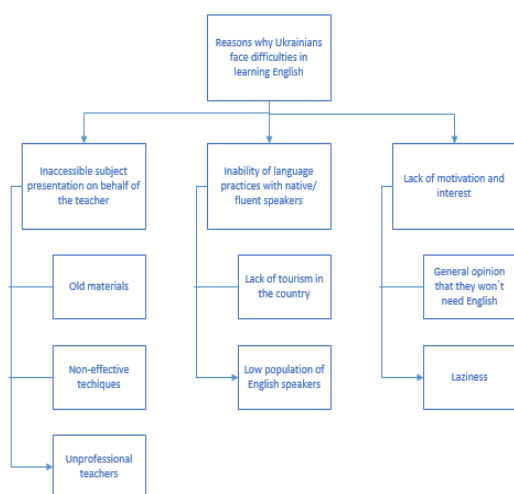 Reasons why Ukrainians
face difficulties in
learning English
Inaccessible subject
presentation on behalf of
the teacher
Inability of language
practices with native/
fluent speakers
Lack of motivation and
interest
Old materials
Lack of tourism in
the country
General opinion
that they won`t
need English
Non-effective
techiques
Low population of
English speakers
Laziness
Unprofessional
teachers